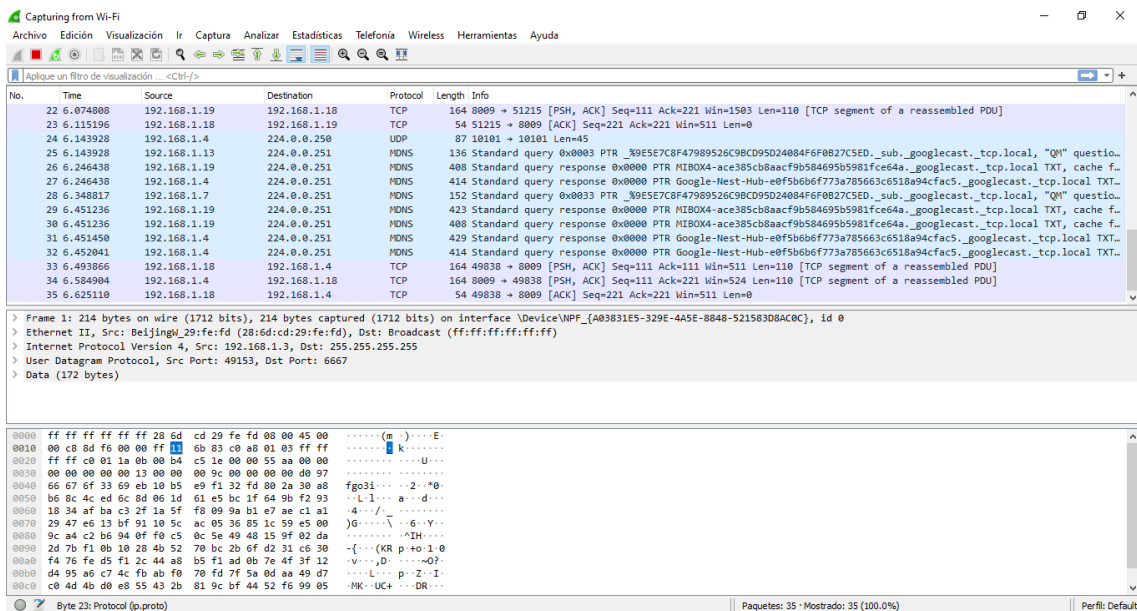 Capturing from Wi-Fi
Archivo Edición Visualización Ir Captura Analizar Estadísticas Telefonía Wireless Herramientas Ayuda
Aplique un filtro de visualización ... <Ctrl-/>
No. Time Source Destination Protocol Length Info
22 6.074808 192.168.1.19 192.168.1.18 TCP 164 8009 → 51215 [PSH, ACK] Seq=111 Ack=221 Win=1503 Len=110 [TCP segment of a reassembled PDU]
23 6.115196 192.168.1.18 192.168.1.19 TCP 54 51215 → 8009 [ACK] Seq=221 Ack=221 Win=511 Len=0
24 6.143928 192.168.1.4 224.0.0.250 UDP 87 10101 → 10101 Len=45
25 6.143928 192.168.1.13 224.0.0.251 MDNS 136 Standard query 0x0003 PTR _%9E5E7C8F47989526C9BCD95D24084F6F0B27C5ED._sub._googlecast._tcp.local, "QM" questio…
26 6.246438 192.168.1.19 224.0.0.251 MDNS 408 Standard query response 0x0000 PTR MIBOX4-ace385cb8aacf9b584695b5981fce64a._googlecast._tcp.local TXT, cache f…
27 6.246438 192.168.1.4 224.0.0.251 MDNS 414 Standard query response 0x0000 PTR Google-Nest-Hub-e0f5b6b6f773a785663c6518a94cfac5._googlecast._tcp.local TXT…
28 6.348817 192.168.1.7 224.0.0.251 MDNS 152 Standard query 0x0033 PTR _%9E5E7C8F47989526C9BCD95D24084F6F0B27C5ED._sub._googlecast._tcp.local, "QM" questio…
29 6.451236 192.168.1.19 224.0.0.251 MDNS 423 Standard query response 0x0000 PTR MIBOX4-ace385cb8aacf9b584695b5981fce64a._googlecast._tcp.local TXT, cache f…
30 6.451236 192.168.1.19 224.0.0.251 MDNS 408 Standard query response 0x0000 PTR MIBOX4-ace385cb8aacf9b584695b5981fce64a._googlecast._tcp.local TXT, cache f…
31 6.451450 192.168.1.4 224.0.0.251 MDNS 429 Standard query response 0x0000 PTR Google-Nest-Hub-e0f5b6b6f773a785663c6518a94cfac5._googlecast._tcp.local TXT…
32 6.452041 192.168.1.4 224.0.0.251 MDNS 414 Standard query response 0x0000 PTR Google-Nest-Hub-e0f5b6b6f773a785663c6518a94cfac5._googlecast._tcp.local TXT…
33 6.493866 192.168.1.18 192.168.1.4 TCP 164 49838 → 8009 [PSH, ACK] Seq=111 Ack=111 Win=511 Len=110 [TCP segment of a reassembled PDU]
34 6.584904 192.168.1.4 192.168.1.18 TCP 164 8009 → 49838 [PSH, ACK] Seq=111 Ack=221 Win=524 Len=110 [TCP segment of a reassembled PDU]
35 6.625110 192.168.1.18 192.168.1.4 TCP 54 49838 → 8009 [ACK] Seq=221 Ack=221 Win=511 Len=0
> Frame 1: 214 bytes on wire (1712 bits), 214 bytes captured (1712 bits) on interface \Device\NPF_{A03831E5-329E-4A5E-8848-521583D8AC0C}, id 0
> Ethernet II, Src: BeijingW_29:fe:fd (28:6d:cd:29:fe:fd), Dst: Broadcast (ff:ff:ff:ff:ff:ff)
> Internet Protocol Version 4, Src: 192.168.1.3, Dst: 255.255.255.255
> User Datagram Protocol, Src Port: 49153, Dst Port: 6667
> Data (172 bytes)
0000 ff ff ff ff ff ff 28 6d cd 29 fe fd 08 00 45 00 ······(m ·)····E·
0010 00 c8 8d f6 00 00 ff 11 6b 83 c0 a8 01 03 ff ff ········ k·······
0020 ff ff c0 01 1a 0b 00 b4 c5 1e 00 00 55 aa 00 00 ········ ····U···
0030 00 00 00 00 00 13 00 00 00 9c 00 00 00 00 d0 97 ········ ········
0040 66 67 6f 33 69 eb 10 b5 e9 f1 32 fd 80 2a 30 a8 fgo3i··· ··2··*0·
0050 b6 8c 4c ed 6c 8d 06 1d 61 e5 bc 1f 64 9b f2 93 ··L·l··· a···d···
0060 18 34 af ba c3 2f 1a 5f f8 09 9a b1 e7 ae c1 a1 ·4···/·_ ········
0070 29 47 e6 13 bf 91 10 5c ac 05 36 85 1c 59 e5 00 )G·····\ ··6··Y··
0080 9c a4 c2 b6 94 0f f0 c5 0c 5e 49 48 15 9f 02 da ········ ·^IH····
0090 2d 7b f1 0b 10 28 4b 52 70 bc 2b 6f d2 31 c6 30 -{···(KR p·+o·1·0
00a0 f4 76 fe d5 f1 2c 44 a8 b5 f1 ad 0b 7e 4f 3f 12 ·v···,D· ····~O?·
00b0 d4 95 a6 c7 4c fb ab f0 70 fd 7f 5a 0d aa 49 d7 ····L··· p··Z··I·
00c0 c0 4d 4b d0 e8 55 43 2b 81 9c bf 44 52 f6 99 05 ·MK··UC+ ···DR···
Byte 23: Protocol (ip.proto) Paquetes: 35 · Mostrado: 35 (100.0%) Perfil: Default